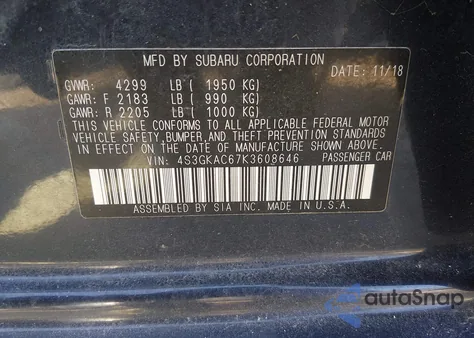 MFD BY SUBARU CORPORATION
DATE: 11/18
GVWR: 4299 LB ( 1950 KG)
GAWR: F 2183 LB ( 990 KG)
GAWR: R 2205 LB ( 1000 KG)
THIS VEHICLE CONFORMS TO ALL APPLICABLE FEDERAL MOTOR
VEHICLE SAFETY, BUMPER, AND THEFT PREVENTION STANDARDS
IN EFFECT ON THE DATE OF MANUFACTURE SHOWN ABOVE.
VIN: 4S3GKAC67K3608646 PASSENGER CAR
ASSEMBLED BY SIA INC. MADE IN U.S.A.
autoSnap